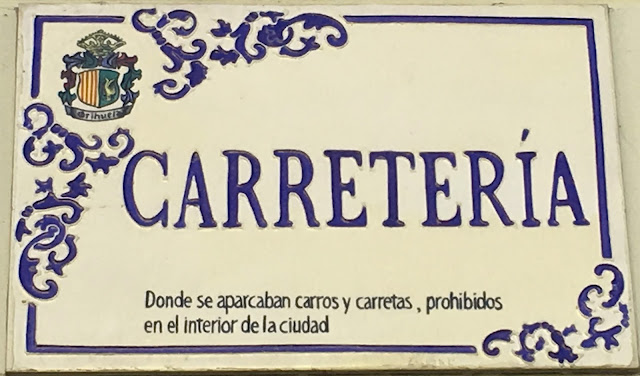 Orihuela
CARRETERÍA
Donde se aparcaban carros y carretas , prohibidos
en el interior de la ciudad